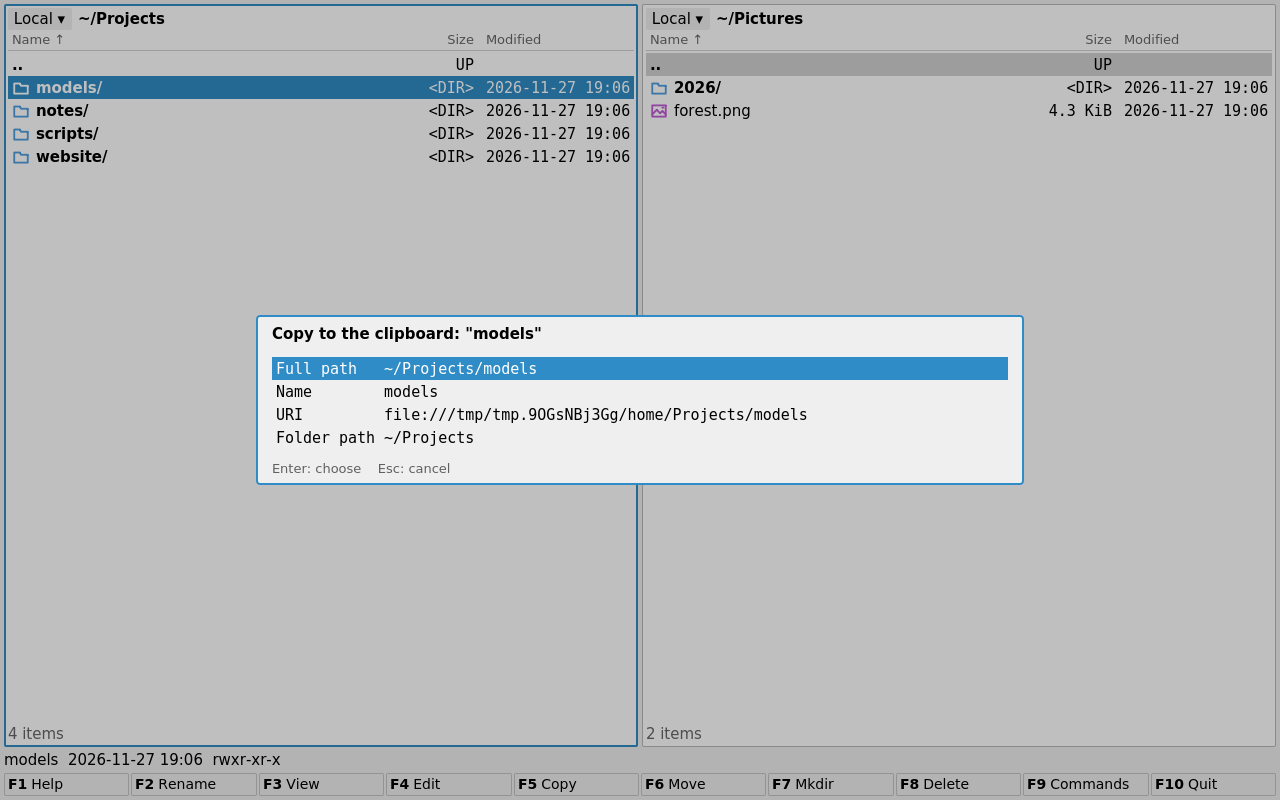 Local ▾ ~/Projects
Name ↑ Size Modified
.. UP
models/ <DIR> 2026-11-27 19:06
notes/ <DIR> 2026-11-27 19:06
scripts/ <DIR> 2026-11-27 19:06
website/ <DIR> 2026-11-27 19:06
4 items
Local ▾ ~/Pictures
Name ↑ Size Modified
.. UP
2026/ <DIR> 2026-11-27 19:06
forest.png 4.3 KiB 2026-11-27 19:06
2 items
Copy to the clipboard: "models"
Full path ~/Projects/models
Name models
URI file:///tmp/tmp.9OGsNBj3Gg/home/Projects/models
Folder path ~/Projects
Enter: choose Esc: cancel
models 2026-11-27 19:06 rwxr-xr-x
F1 Help F2 Rename F3 View F4 Edit F5 Copy F6 Move F7 Mkdir F8 Delete F9 Commands F10 Quit